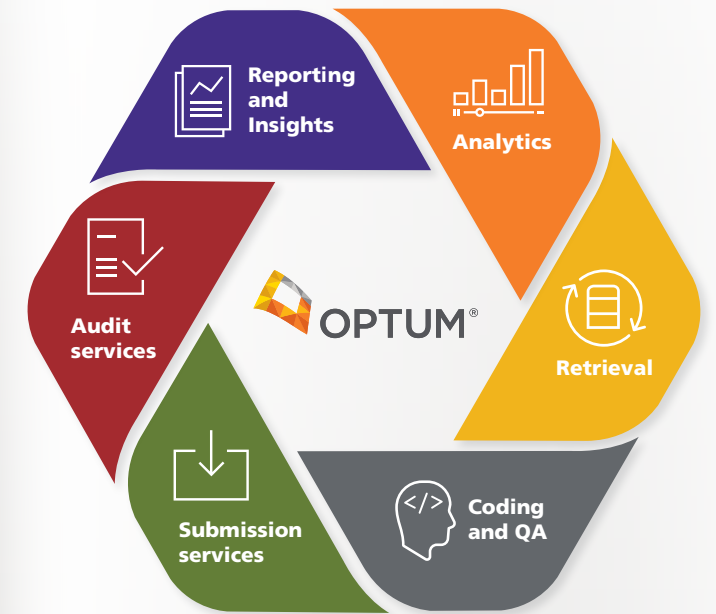 Reporting
and
Insights
Analytics
Retrieval
Coding
and QA
</>
Submission
services
Audit
services
OPTUM®